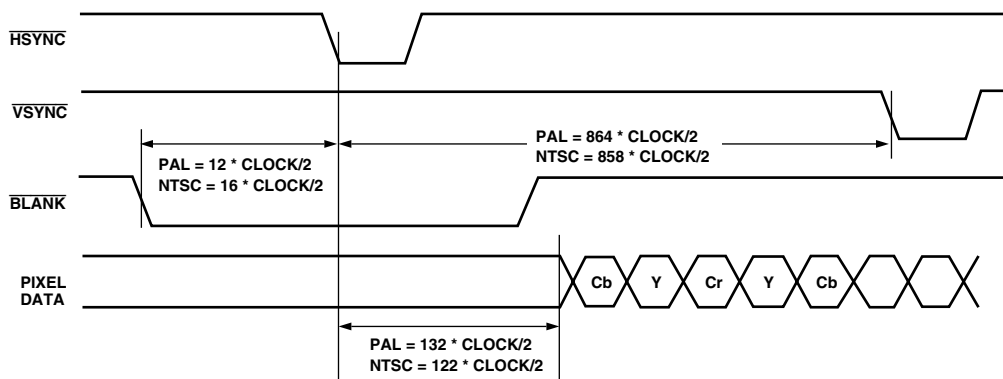 HSYNC
VSYNC
PAL = 864 * CLOCK/2
NTSC = 858 * CLOCK/2
PAL = 12 * CLOCK/2
NTSC = 16 * CLOCK/2
BLANK
PIXEL
DATA
Cb Y Cr Y Cb
PAL = 132 * CLOCK/2
NTSC = 122 * CLOCK/2